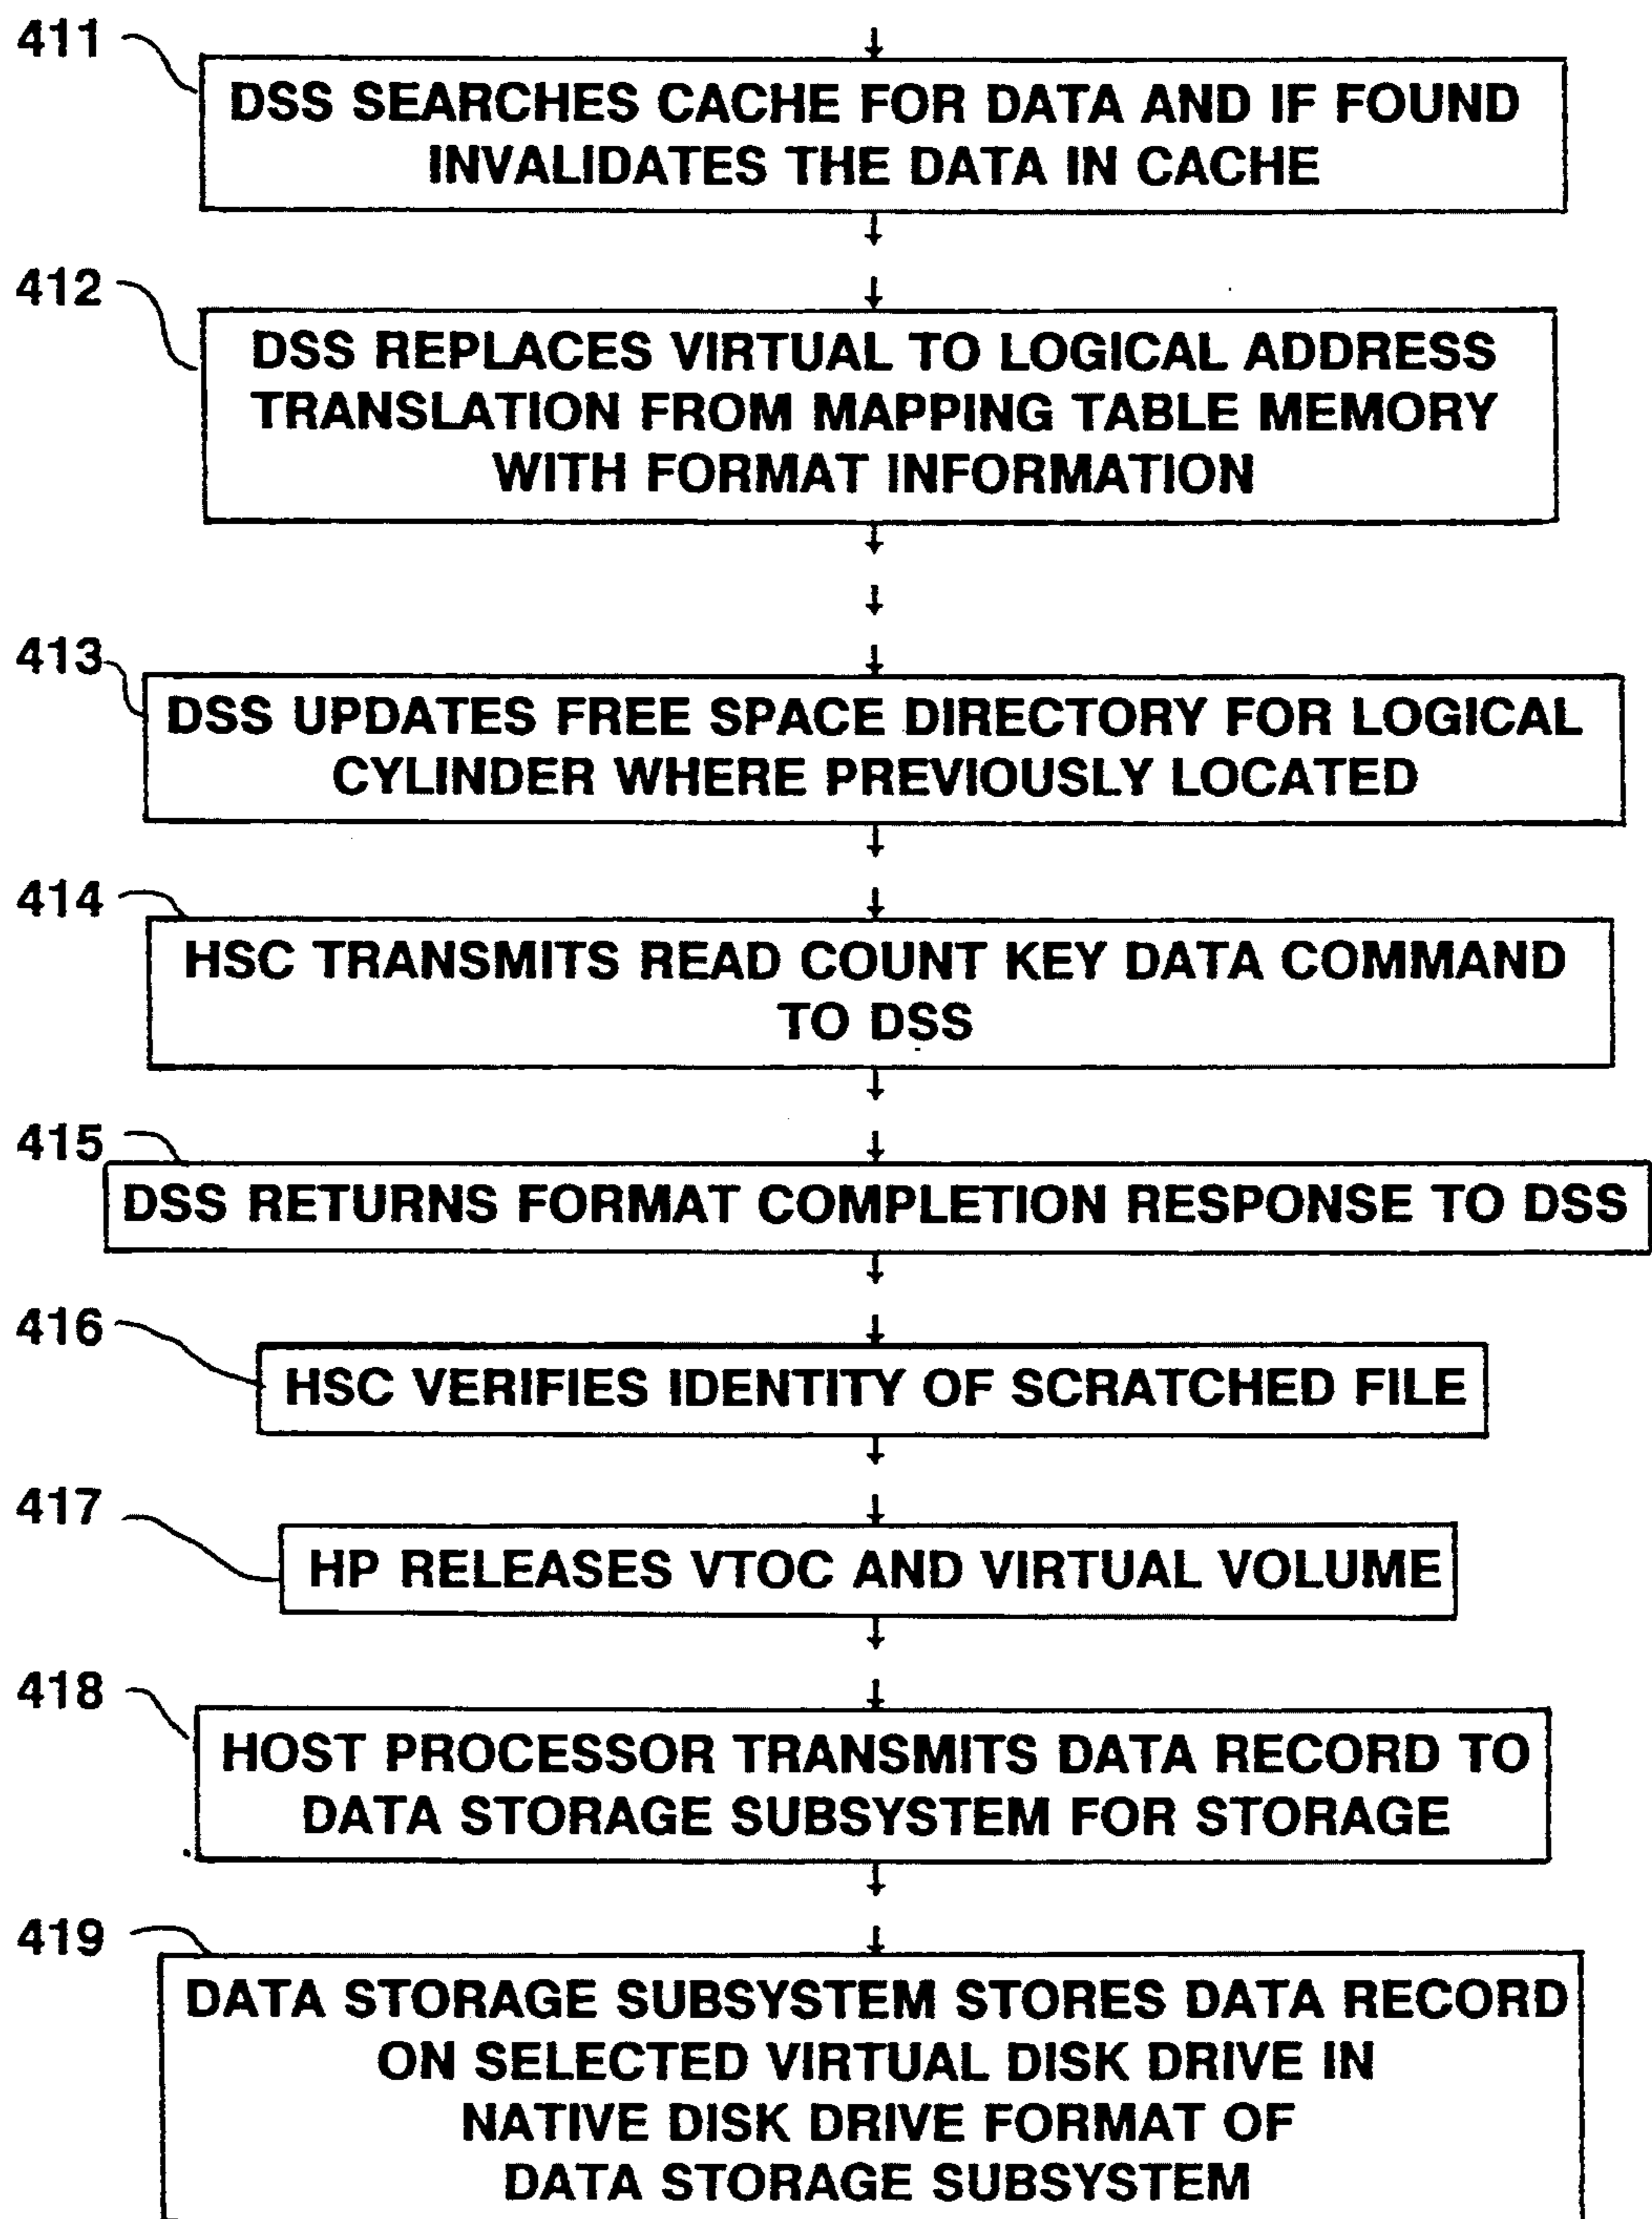 411
DSS SEARCHES CACHE FOR DATA AND IF FOUND
INVALIDATES THE DATA IN CACHE
412
DSS REPLACES VIRTUAL TO LOGICAL ADDRESS
TRANSLATION FROM MAPPING TABLE MEMORY
WITH FORMAT INFORMATION
413
DSS UPDATES FREE SPACE DIRECTORY FOR LOGICAL
CYLINDER WHERE PREVIOUSLY LOCATED
414
HSC TRANSMITS READ COUNT KEY DATA COMMAND
TO DSS
415
DSS RETURNS FORMAT COMPLETION RESPONSE TO DSS
416
HSC VERIFIES IDENTITY OF SCRATCHED FILE
417
HP RELEASES VTOC AND VIRTUAL VOLUME
418
HOST PROCESSOR TRANSMITS DATA RECORD TO
DATA STORAGE SUBSYSTEM FOR STORAGE
419
DATA STORAGE SUBSYSTEM STORES DATA RECORD
ON SELECTED VIRTUAL DISK DRIVE IN
NATIVE DISK DRIVE FORMAT OF
DATA STORAGE SUBSYSTEM